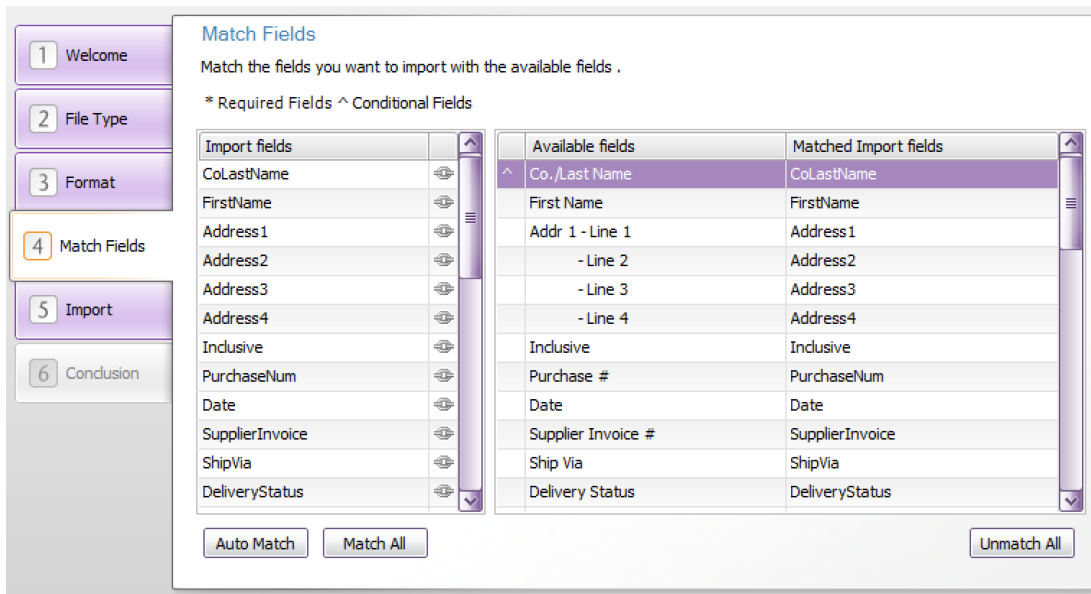 1 Welcome
2 File Type
3 Format
4 Match Fields
5 Import
6 Conclusion
Match Fields
Match the fields you want to import with the available fields .
* Required Fields ^ Conditional Fields
Import fields
CoLastName
FirstName
Address1
Address2
Address3
Address4
Inclusive
PurchaseNum
Date
SupplierInvoice
ShipVia
DeliveryStatus
Available fields Matched Import fields
^ Co./Last Name CoLastName
First Name FirstName
Addr 1 - Line 1 Address1
- Line 2 Address2
- Line 3 Address3
- Line 4 Address4
Inclusive Inclusive
Purchase # PurchaseNum
Date Date
Supplier Invoice # SupplierInvoice
Ship Via ShipVia
Delivery Status DeliveryStatus
Auto Match Match All Unmatch All